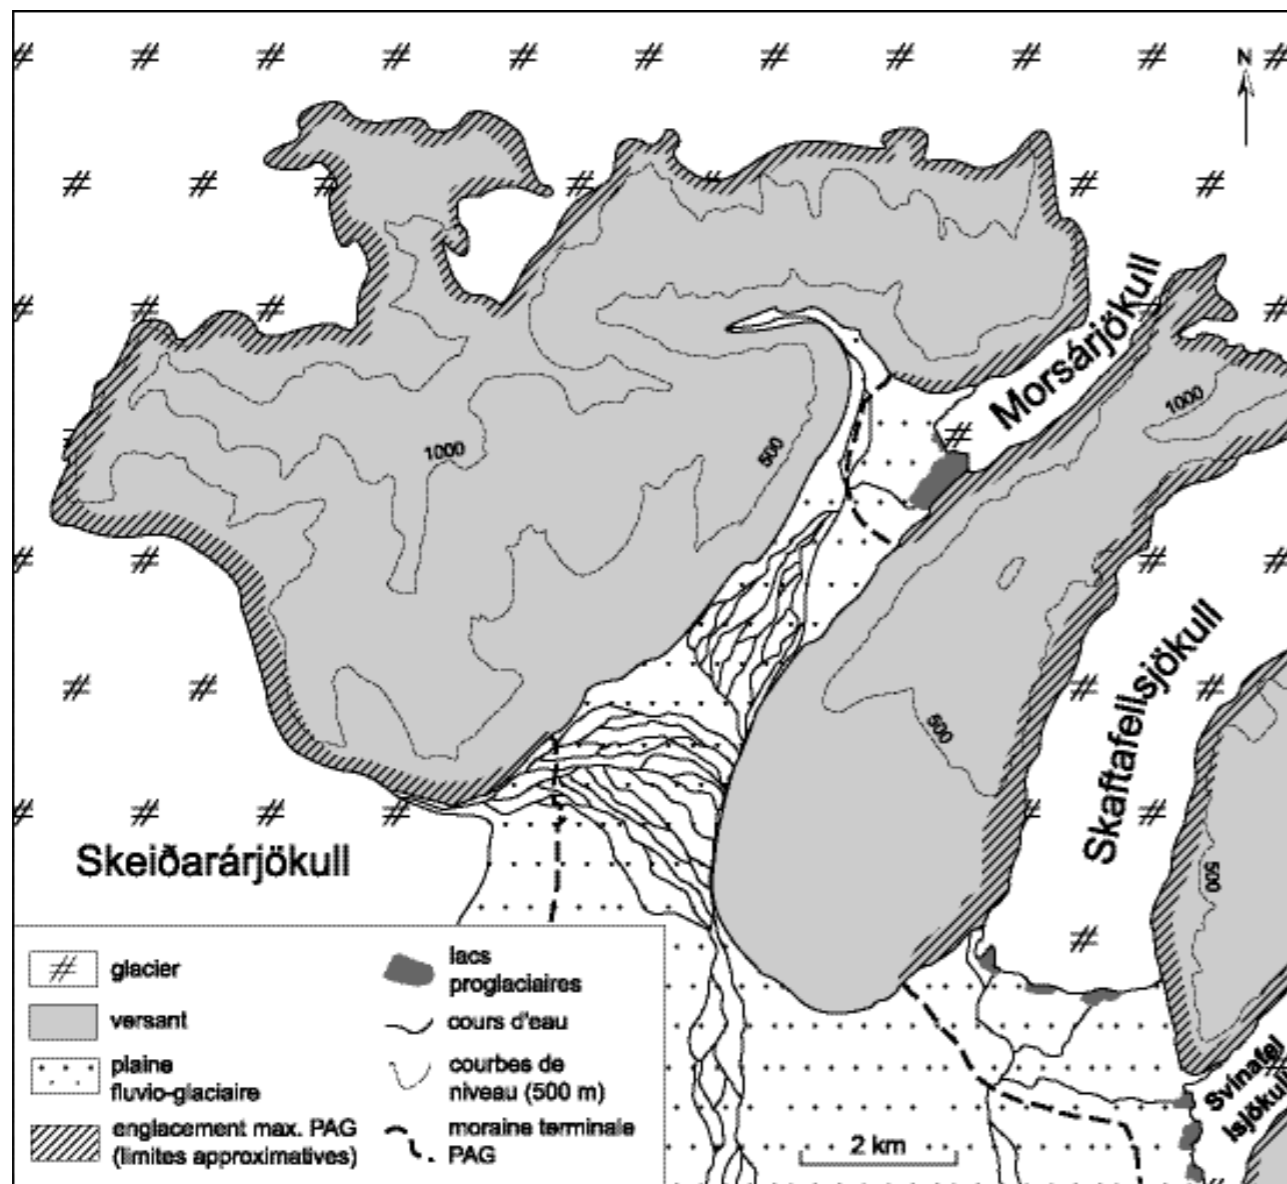 N
Morsárjökull
1000
1000
500
Skaftafellsjökull
500
500
Skeiðarárjökull
Svinafel
lsjökull
glacier
versant
plaine
fluvio-glaciaire
englacement max. PAG
(limites approximatives)
lacs
proglaciaires
cours d'eau
courbes de
niveau (500 m)
moraine terminale
PAG
2 km